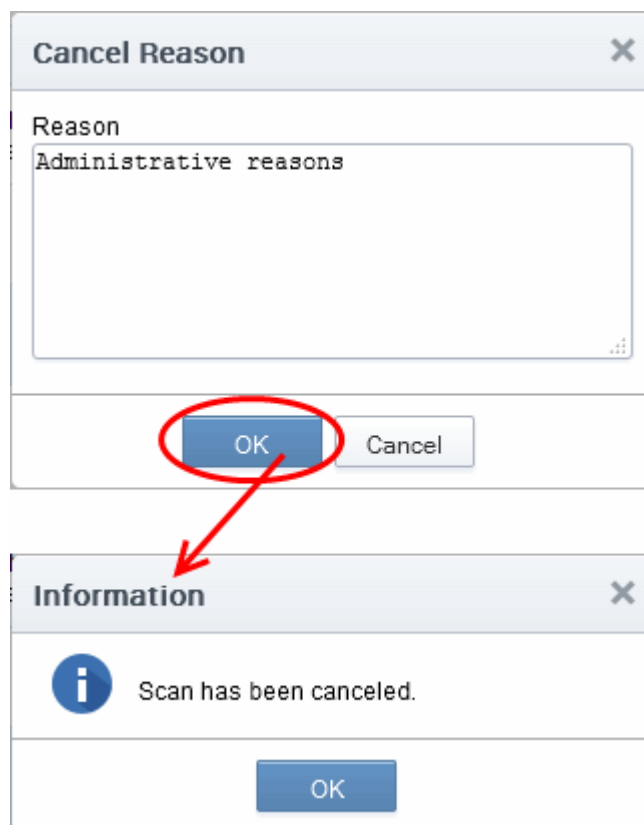 Cancel Reason
Reason
Administrative reasons
OK Cancel
Information
Scan has been canceled.
OK